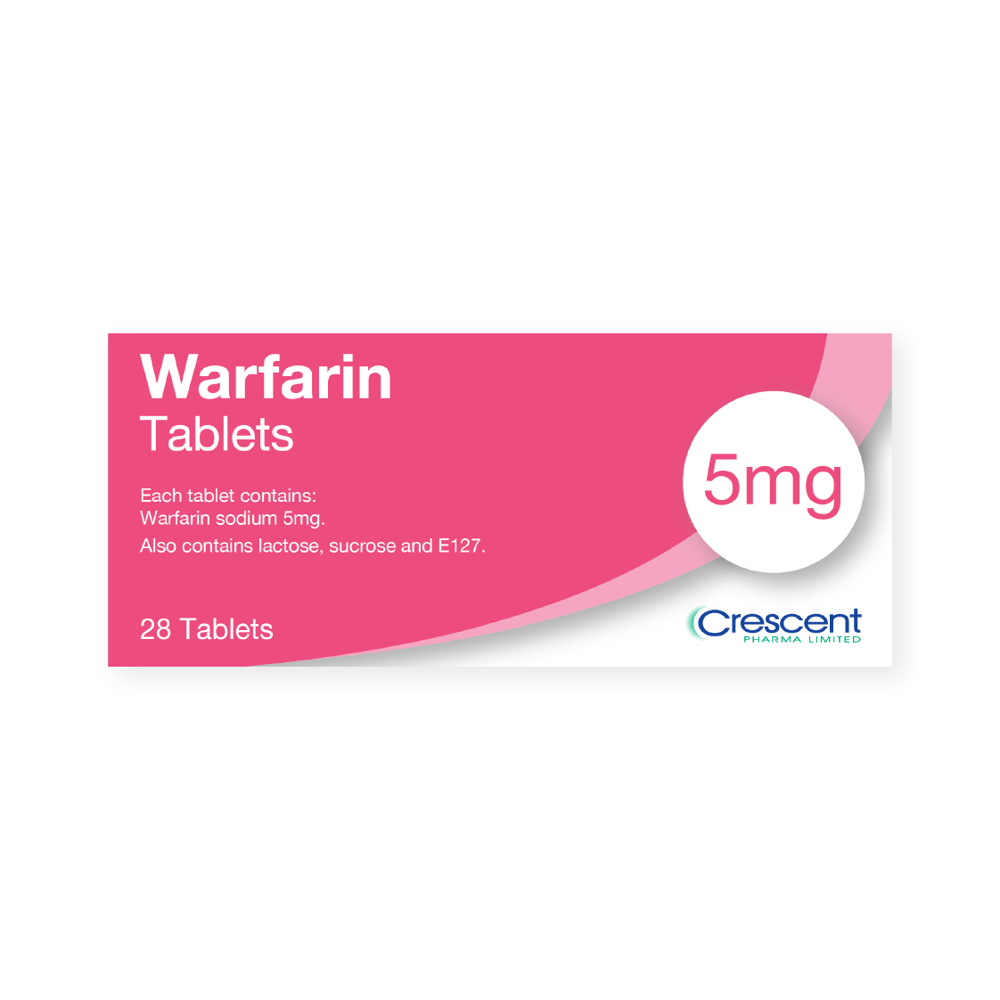 Warfarin
Tablets
Each tablet contains:
Warfarin sodium 5mg.
Also contains lactose, sucrose and E127.
5mg
28 Tablets
Crescent
PHARMA LIMITED